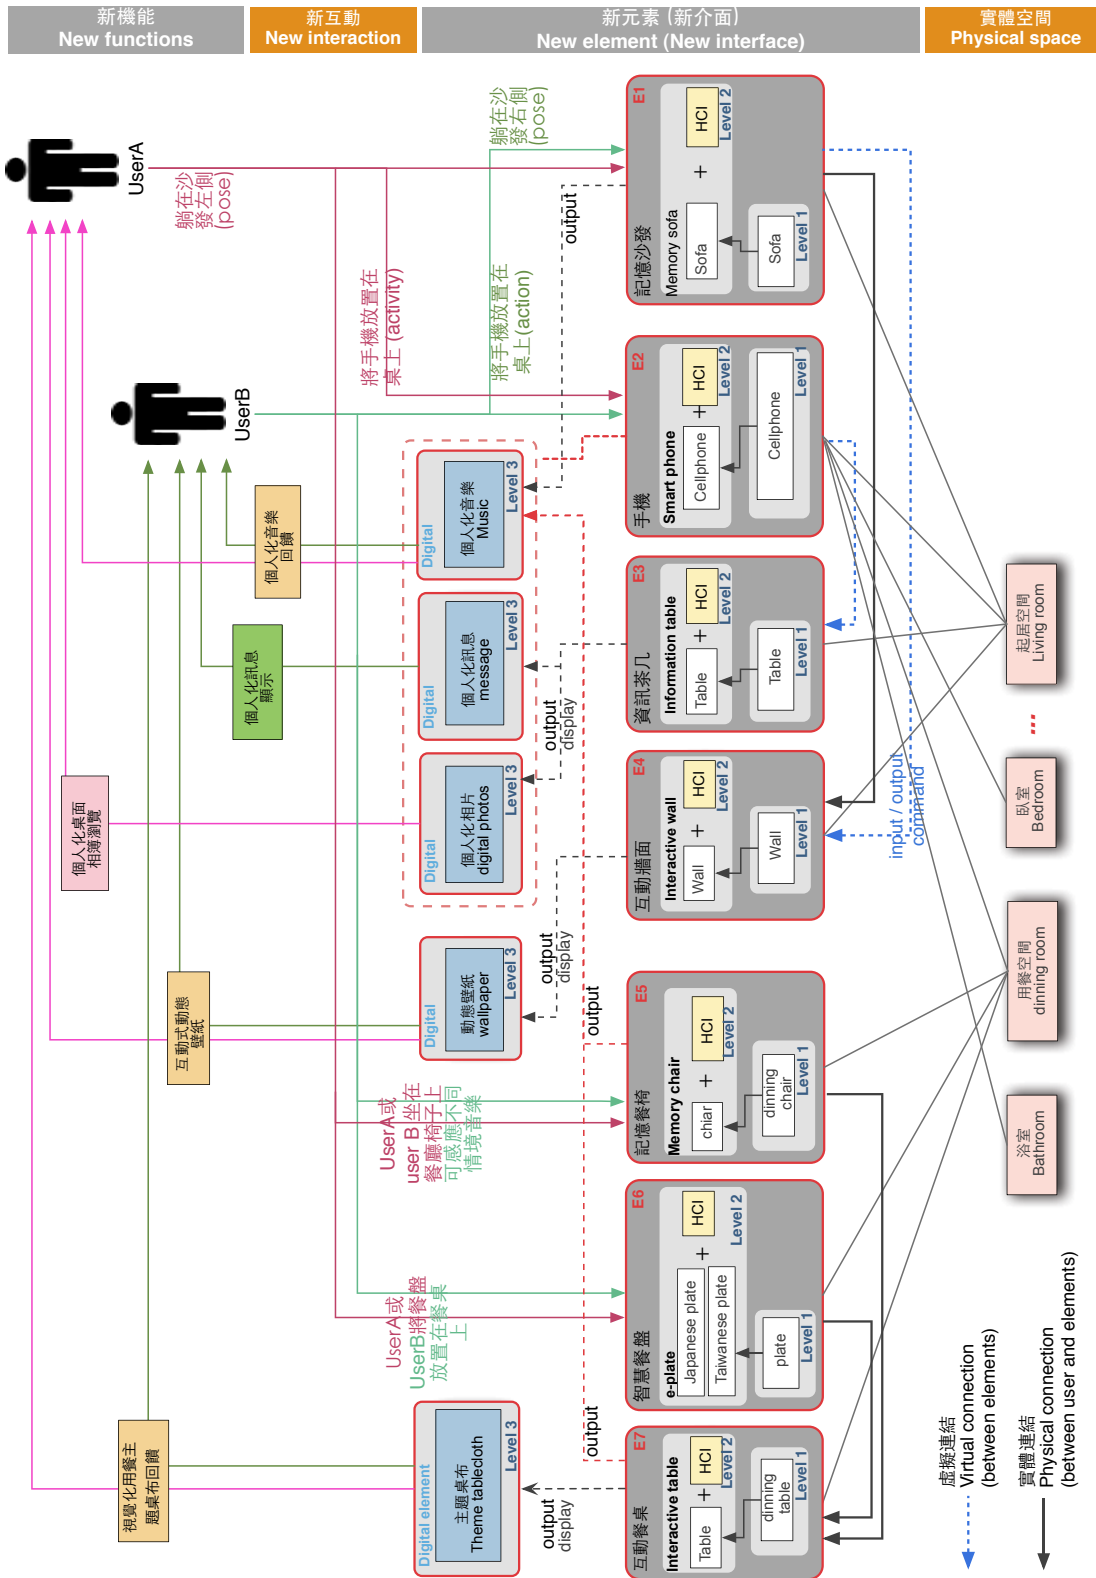 新機能
New functions
新互動
New interaction
新元素 (新介面)
New element (New interface)
實體空間
Physical space
UserA
躺在沙
發左側
(pose)
躺在沙
發右側
(pose)
將手機放置在
桌上 (activity)
將手機放置在
桌上(action)
output
UserB
E1
記憶沙發
Memory sofa
Sofa
+
HCI
Level 2
Sofa
Level 1
E2
手機
Smart phone
Cellphone
+
HCI
Level 2
Cellphone
Level 1
個人化音樂
回饋
Digital
個人化音樂
Music
Level 3
個人化訊息
顯示
Digital
個人化訊息
message
Level 3
output
display
E3
資訊茶几
Information table
Table
+
HCI
Level 2
Table
Level 1
個人化桌面
相簿瀏覽
Digital
個人化相片
digital photos
Level 3
E4
互動牆面
Interactive wall
Wall
+
HCI
Level 2
Wall
Level 1
input / output
command
起居空間
Living room
...
臥室
Bedroom
互動式動態
壁紙
Digital
動態壁紙
wallpaper
Level 3
output
display
output
E5
記憶餐椅
Memory chair
chiar
+
HCI
Level 2
dinning
chair
Level 1
用餐空間
dinning room
浴室
Bathroom
UserA或
user B 坐在
餐廳椅子上
可感應不同
情境音樂
UserA或
UserB將餐盤
放置在餐桌
上
E6
智慧餐盤
e-plate
Japanese plate
Taiwanese plate
+
HCI
Level 2
plate
Level 1
視覺化用餐主
題桌布回饋
Digital element
主題桌布
Theme tablecloth
Level 3
output
display
output
E7
互動餐桌
Interactive table
Table
+
HCI
Level 2
dinning
table
Level 1
虛擬連結
Virtual connection
(between elements)
實體連結
Physical connection
(between user and elements)